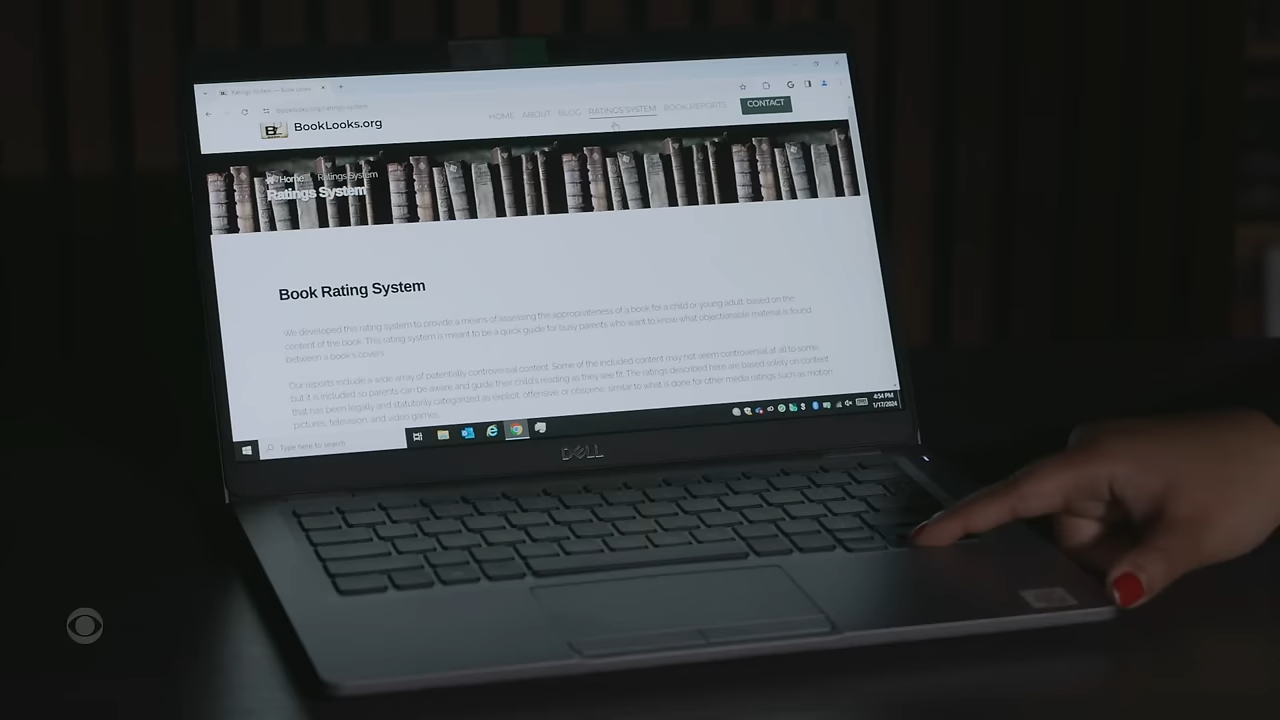 Ratings System — Book Looks
booklooks.org/ratings-system
BookLooks.org
HOME ABOUT BLOG RATINGS SYSTEM BOOK REPORTS CONTACT
Home Ratings System
Ratings System
Book Rating System
We developed this rating system to provide a means of assessing the appropriateness of a book for a child or young adult, based on the
content of the book. This rating system is meant to be a quick guide for busy parents who want to know what objectionable material is found
between a book's covers.
Our reports include a wide array of potentially controversial content. Some of the included content may not seem controversial at all to some,
but it is included so parents can be aware and guide their child's reading as they see fit. The ratings described here are based solely on content
that has been legally and statutorily categorized as explicit, offensive or obscene, similar to what is done for other media ratings such as motion
pictures, television, and video games.
Type here to search
4:54 PM
1/17/2024
DELL